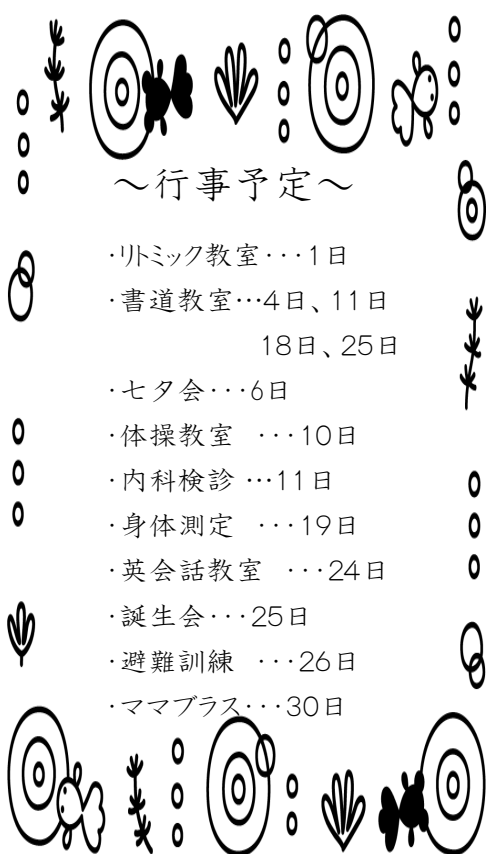 ～行事予定～
・リトミック教室・・・1日
・書道教室…4日、11日
18日、25日
・七夕会・・・6日
・体操教室　・・・10日
・内科検診 …11日
・身体測定　・・・19日
・英会話教室　・・・24日
・誕生会・・・25日
・避難訓練　・・・26日
・ママブラス・・・30日